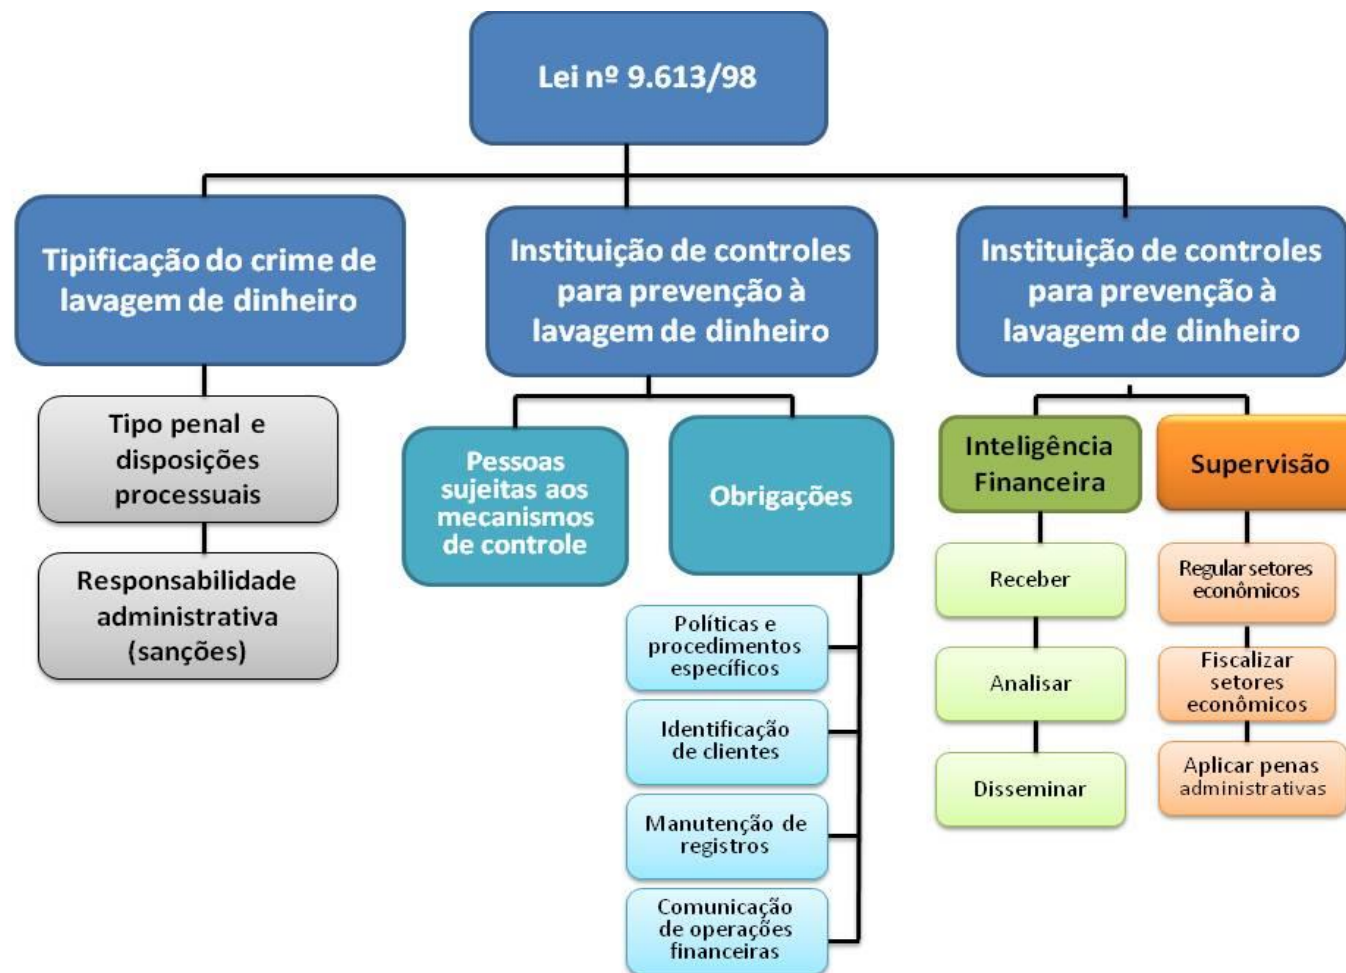 Lei nº 9.613/98
Tipificação do crime de
lavagem de dinheiro
Instituição de controles
para prevenção à
lavagem de dinheiro
Instituição de controles
para prevenção à
lavagem de dinheiro
Tipo penal e
disposições
processuais
Responsabilidade
administrativa
(sanções)
Pessoas
sujeitas aos
mecanismos
de controle
Obrigações
Políticas e
procedimentos
específicos
Identificação
de clientes
Manutenção de
registros
Comunicação
de operações
financeiras
Inteligência
Financeira
Receber
Analisar
Disseminar
Supervisão
Regular setores
econômicos
Fiscalizar
setores
econômicos
Aplicar penas
administrativas